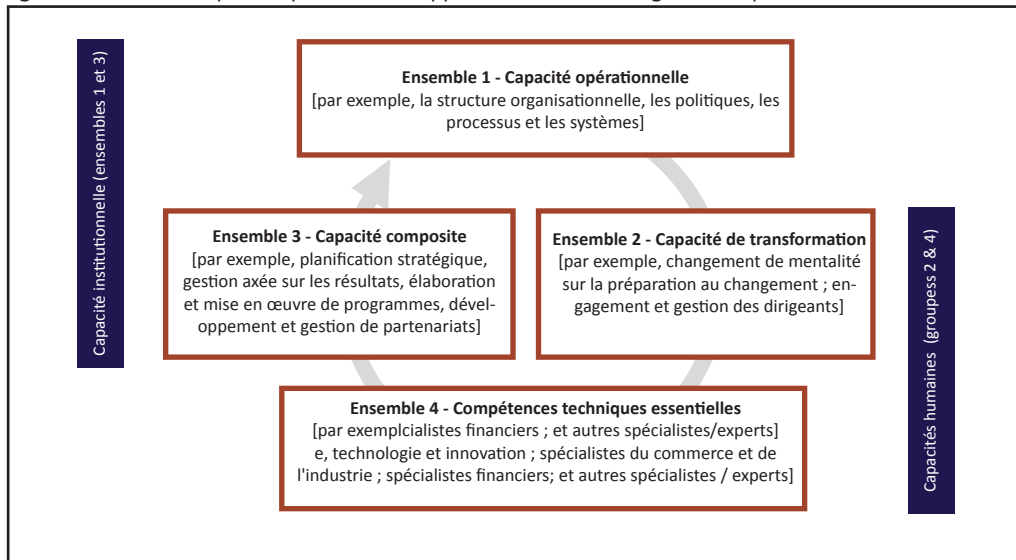 Capacité institutionnelle (ensembles 1 et 3)
Ensemble 1 - Capacité opérationnelle
[par exemple, la structure organisationnelle, les politiques, les
processus et les systèmes]
Ensemble 3 - Capacité composite
[par exemple, planification stratégique,
gestion axée sur les résultats, élaboration
et mise en œuvre de programmes, dével-
oppement et gestion de partenariats]
Ensemble 2 - Capacité de transformation
[par exemple, changement de mentalité
sur la préparation au changement ; en-
gagement et gestion des dirigeants]
Ensemble 4 - Compétences techniques essentielles
[par exemplcialistes financiers ; et autres spécialistes/experts]
e, technologie et innovation ; spécialistes du commerce et de
l'industrie ; spécialistes financiers; et autres spécialistes / experts]
Capacités humaines (groupess 2 & 4)